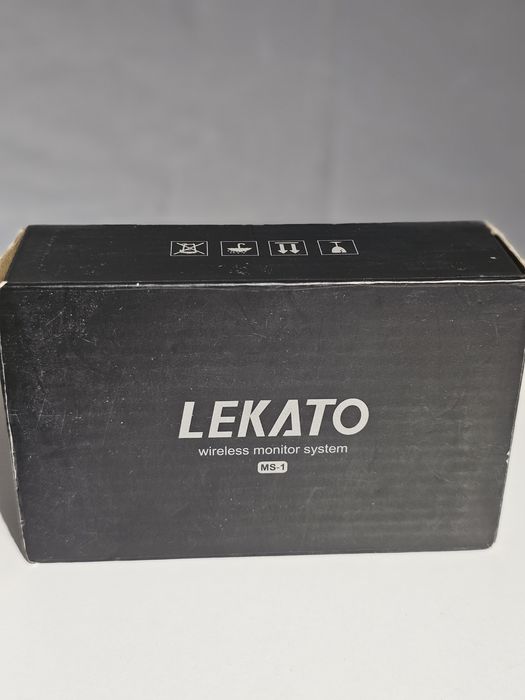 LEKATO
wireless monitor system
MS-1